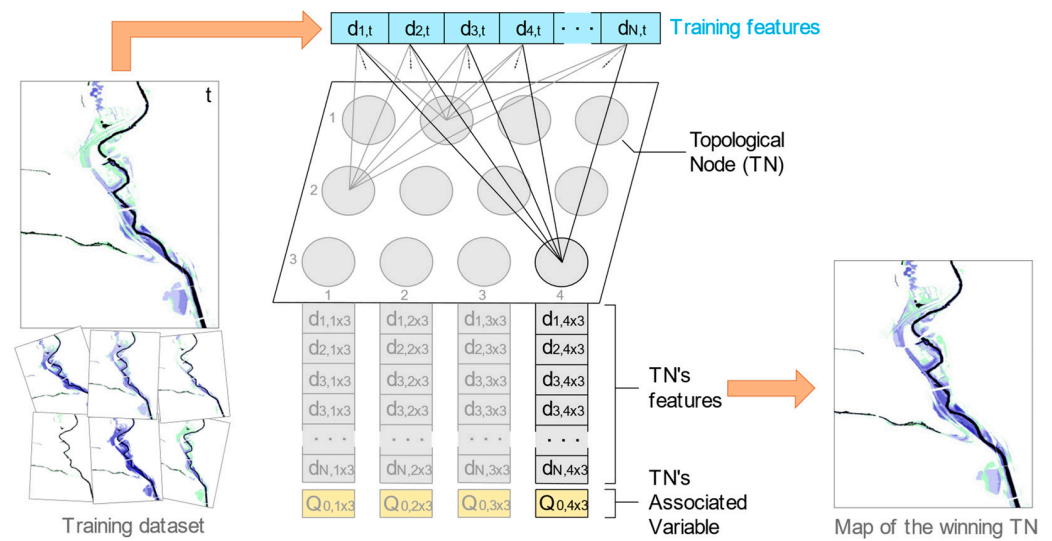 d1,t d2,t d3,t d4,t · · · dN,t Training features
t
1
Topological
Node (TN)
2
3
1 2 3 4
d1,1x3 d1,2x3 d1,3x3 d1,4x3
d2,1x3 d2,2x3 d2,3x3 d2,4x3
d3,1x3 d3,2x3 d3,3x3 d3,4x3
d3,1x3 d3,2x3 d3,3x3 d3,4x3
· · · · · · · · · · · ·
dN,1x3 dN,2x3 dN,3x3 dN,4x3
Q0,1x3 Q0,2x3 Q0,3x3 Q0,4x3
TN's
features
TN's
Associated
Variable
Training dataset
Map of the winning TN